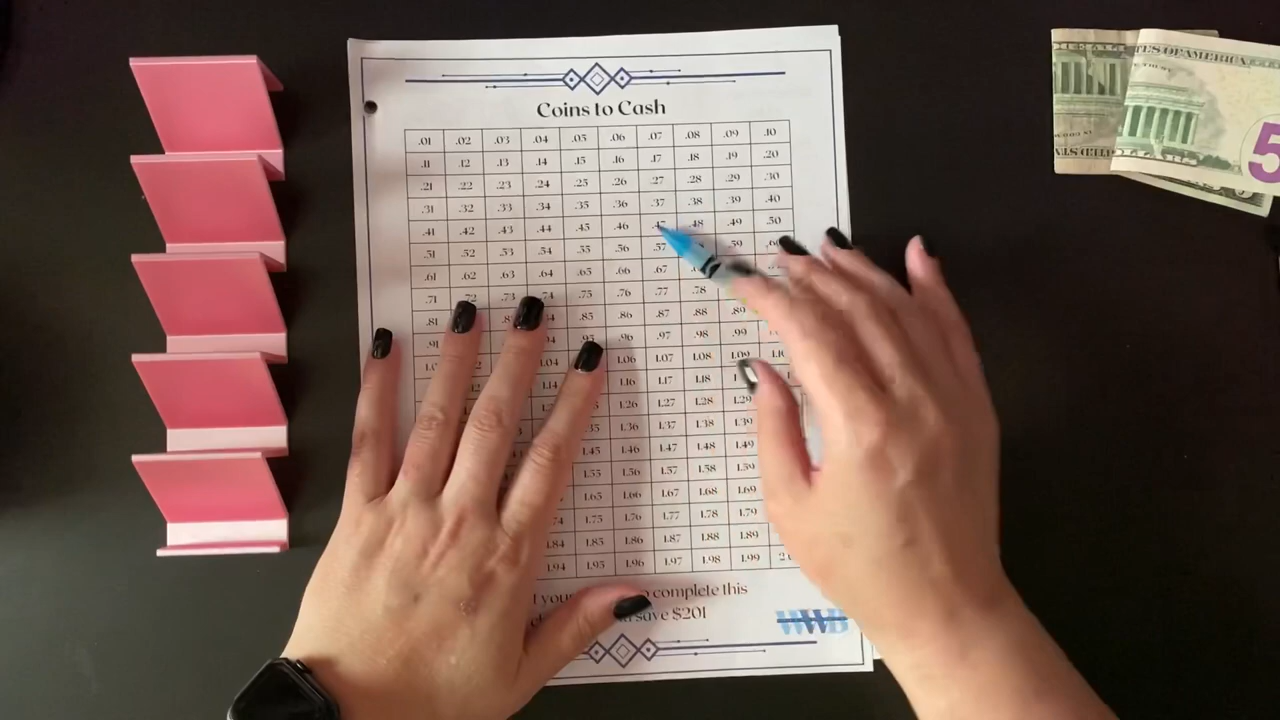 Coins to Cash
.01 .02 .03 .04 .05 .06 .07 .08 .09 .10
.11 .12 .13 .14 .15 .16 .17 .18 .19 .20
.21 .22 .23 .24 .25 .26 .27 .28 .29 .30
.31 .32 .33 .34 .35 .36 .37 .38 .39 .40
.41 .42 .43 .44 .45 .46 .47 .48 .49 .50
.51 .52 .53 .54 .55 .56 .57 .59
.61 .62 .63 .64 .65 .66 .67
.71 .72 .73 .74 .75 .76 .77 .78
.81 .85 .86 .87 .88 .89
.91 .96 .97 .98 .99
1.04 1.06 1.07 1.08 1.09
1.14 1.16 1.17 1.18
1.26 1.27 1.28 1.29
1.36 1.37 1.38 1.39
1.45 1.46 1.47 1.48 1.49
1.55 1.56 1.57 1.58 1.59
1.65 1.66 1.67 1.68 1.69
1.75 1.76 1.77 1.78 1.79
1.84 1.85 1.86 1.87 1.88 1.89
1.94 1.95 1.96 1.97 1.98 1.99
complete this
save $201
WWB
TES OF AMERICA
5